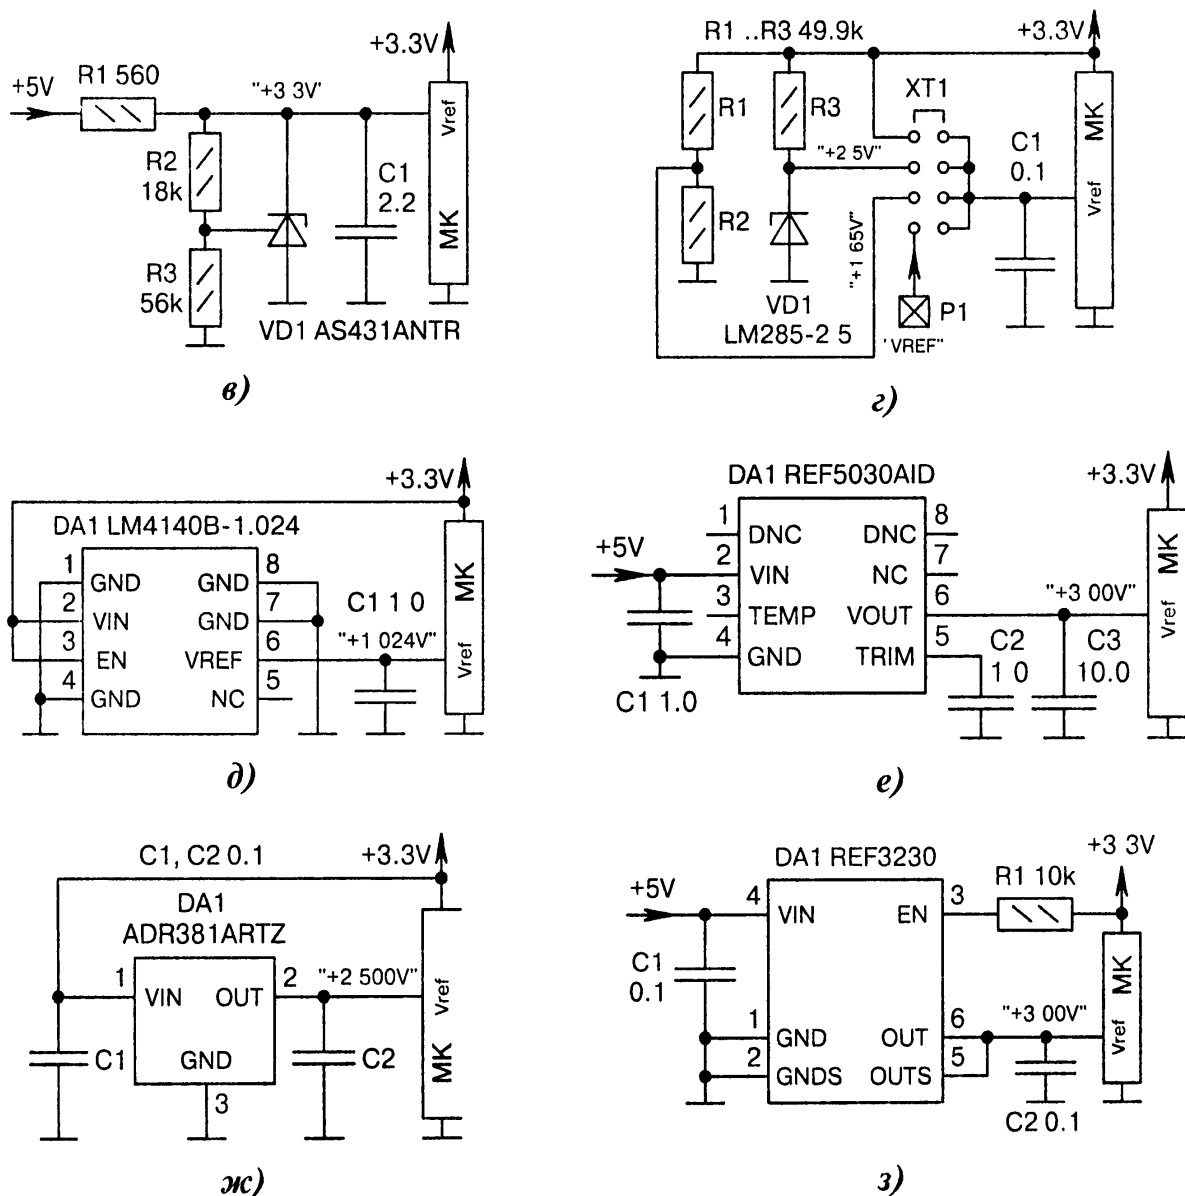 +3.3V
+5V
R1 560
"+3 3V'
Vref
R2
18k
C1
2.2
MK
R3
56k
VD1 AS431ANTR
в)
R1 ..R3 49.9k
+3.3V
XT1
R1
R3
MK
"+2 5V"
C1
0.1
R2
Vref
"+1 65V"
VD1
LM285-2 5
P1
' VREF"
г)
+3.3V
DA1 LM4140B-1.024
1
GND
GND
8
2
VIN
GND
7
3
EN
VREF
6
4
GND
NC
5
C1 1 0
"+1 024V"
MK
Vref
д)
DA1 REF5030AID
+3.3V
+5V
1
DNC
DNC
8
2
VIN
NC
7
3
TEMP
VOUT
6
4
GND
TRIM
5
"+3 00V"
MK
Vref
C1 1.0
C2
1 0
C3
10.0
е)
C1, C2 0.1
+3.3V
DA1
ADR381ARTZ
1
VIN
OUT
2
"+2 500V"
Vref
C1
GND
C2
MK
3
ж)
DA1 REF3230
+3 3V
+5V
4
VIN
EN
3
R1 10k
C1
0.1
MK
1
GND
OUT
6
"+3 00V"
Vref
2
GNDS
OUTS
5
C2 0.1
з)